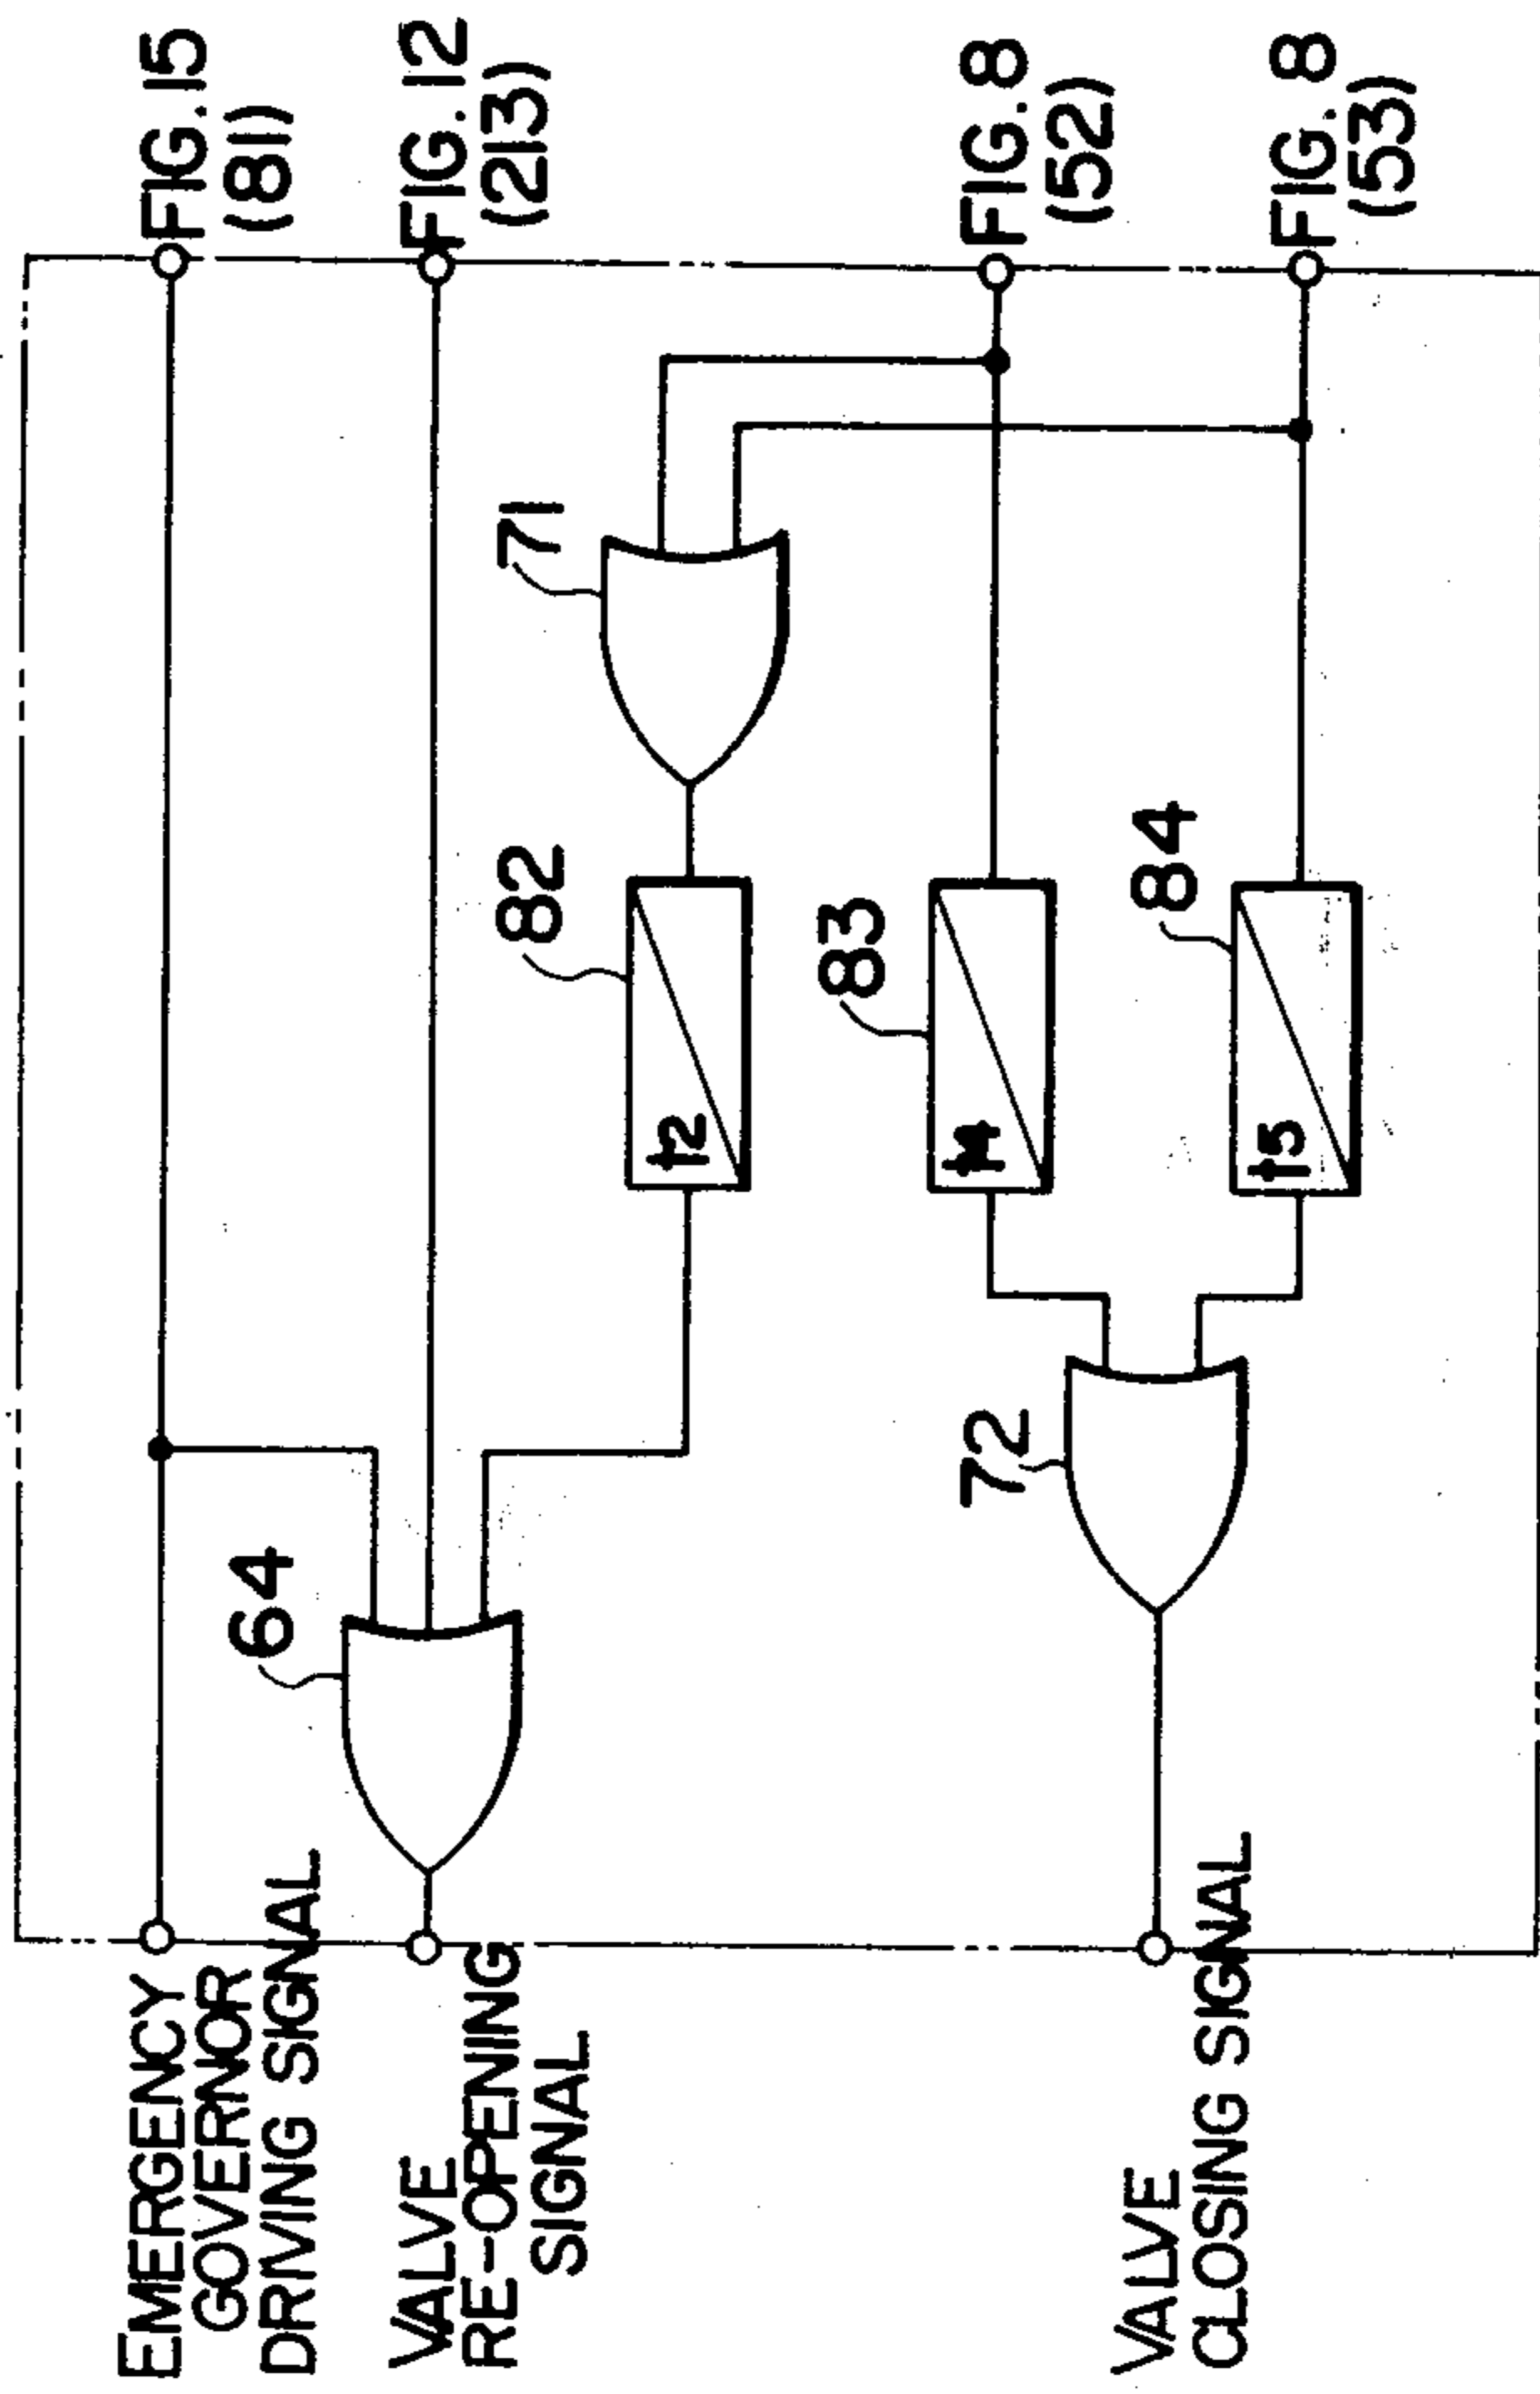 EMERGENCY
GOVERNOR
DRIVING SIGNAL
VALVE
RE-OPENING
SIGNAL
VALVE
CLOSING SIGNAL
64
72
82
t2
83
t4
84
t5
71
FIG.15
(81)
FIG.12
(213)
FIG.8
(52)
FIG.8
(53)